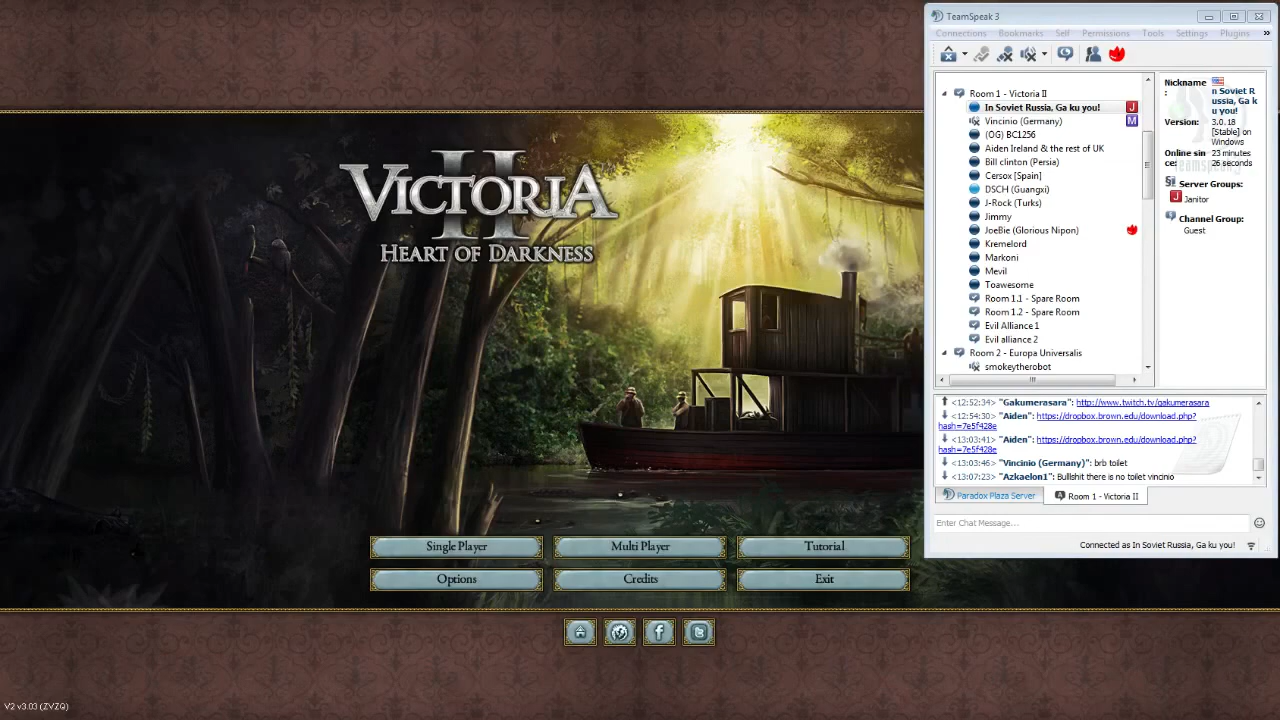 TeamSpeak 3
Connections Bookmarks Self Permissions Tools Settings Plugins »
Room 1 - Victoria II
In Soviet Russia, Ga ku you! J
Vincinio (Germany) M
(OG) BC1256
Aiden Ireland & the rest of UK
Bill clinton (Persia)
Cersox [Spain]
DSCH (Guangxi)
J-Rock (Turks)
Jimmy
JoeBie (Glorious Nipon)
Kremelord
Markoni
Mevil
Toawesome
Room 1.1 - Spare Room
Room 1.2 - Spare Room
Evil Alliance 1
Evil alliance 2
Room 2 - Europa Universalis
smokeytherobot
Nickname
:
n Soviet R
ussia, Ga k
u you!
Version: 3.0.18
[Stable] on
Windows
Online sin 23 minutes
ce: 26 seconds
Server Groups:
J Janitor
Channel Group:
Guest
<12:52:34> "Gakumerasara": http://www.twitch.tv/gakumerasara
<12:54:30> "Aiden": https://dropbox.brown.edu/download.php?
hash=7e5f428e
<13:03:41> "Aiden": https://dropbox.brown.edu/download.php?
hash=7e5f428e
<13:03:46> "Vincinio (Germany)": brb toilet
<13:07:23> "Azkaelon1": Bullshit there is no toilet vincinio
Paradox Plaza Server Room 1 - Victoria II
Enter Chat Message...
Connected as In Soviet Russia, Ga ku you!
VICTORIA II
HEART OF DARKNESS
Single Player Multi Player Tutorial
Options Credits Exit
V2 v3.03 (ZVZQ)